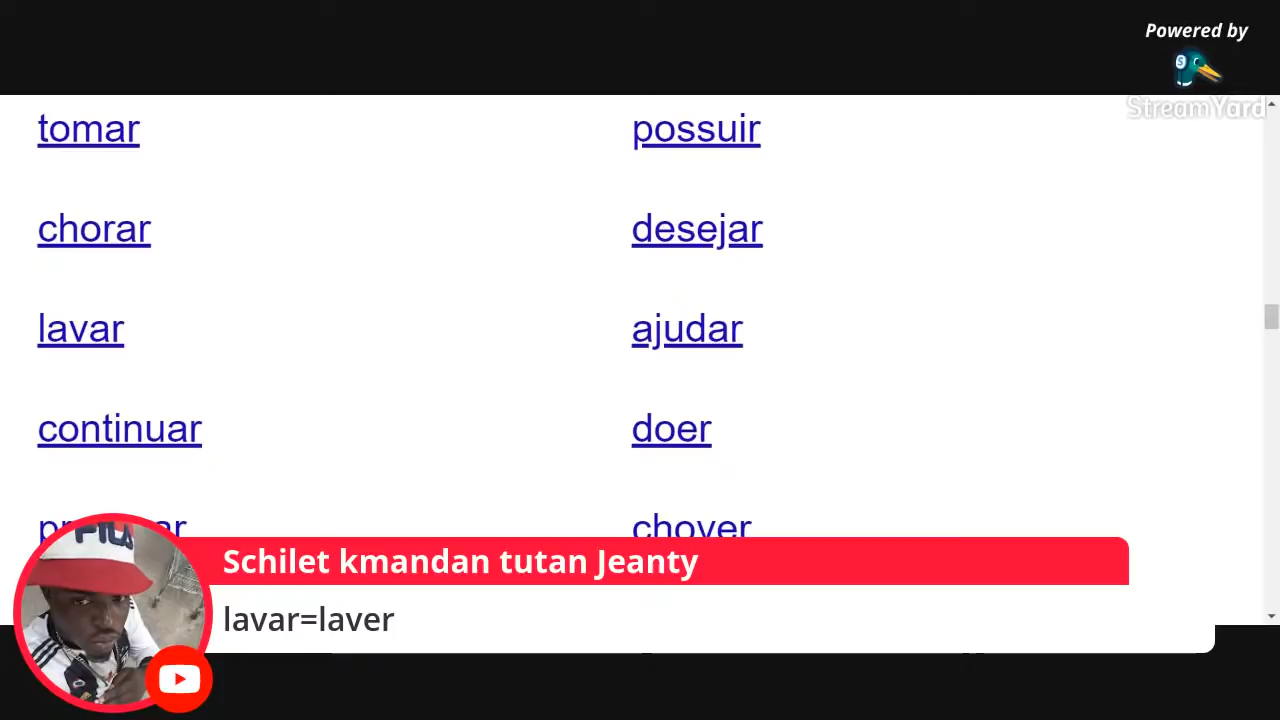 Powered by
StreamYard
tomar
possuir
chorar
desejar
lavar
ajudar
continuar
doer
chover
Schilet kmandan tutan Jeanty
lavar=laver